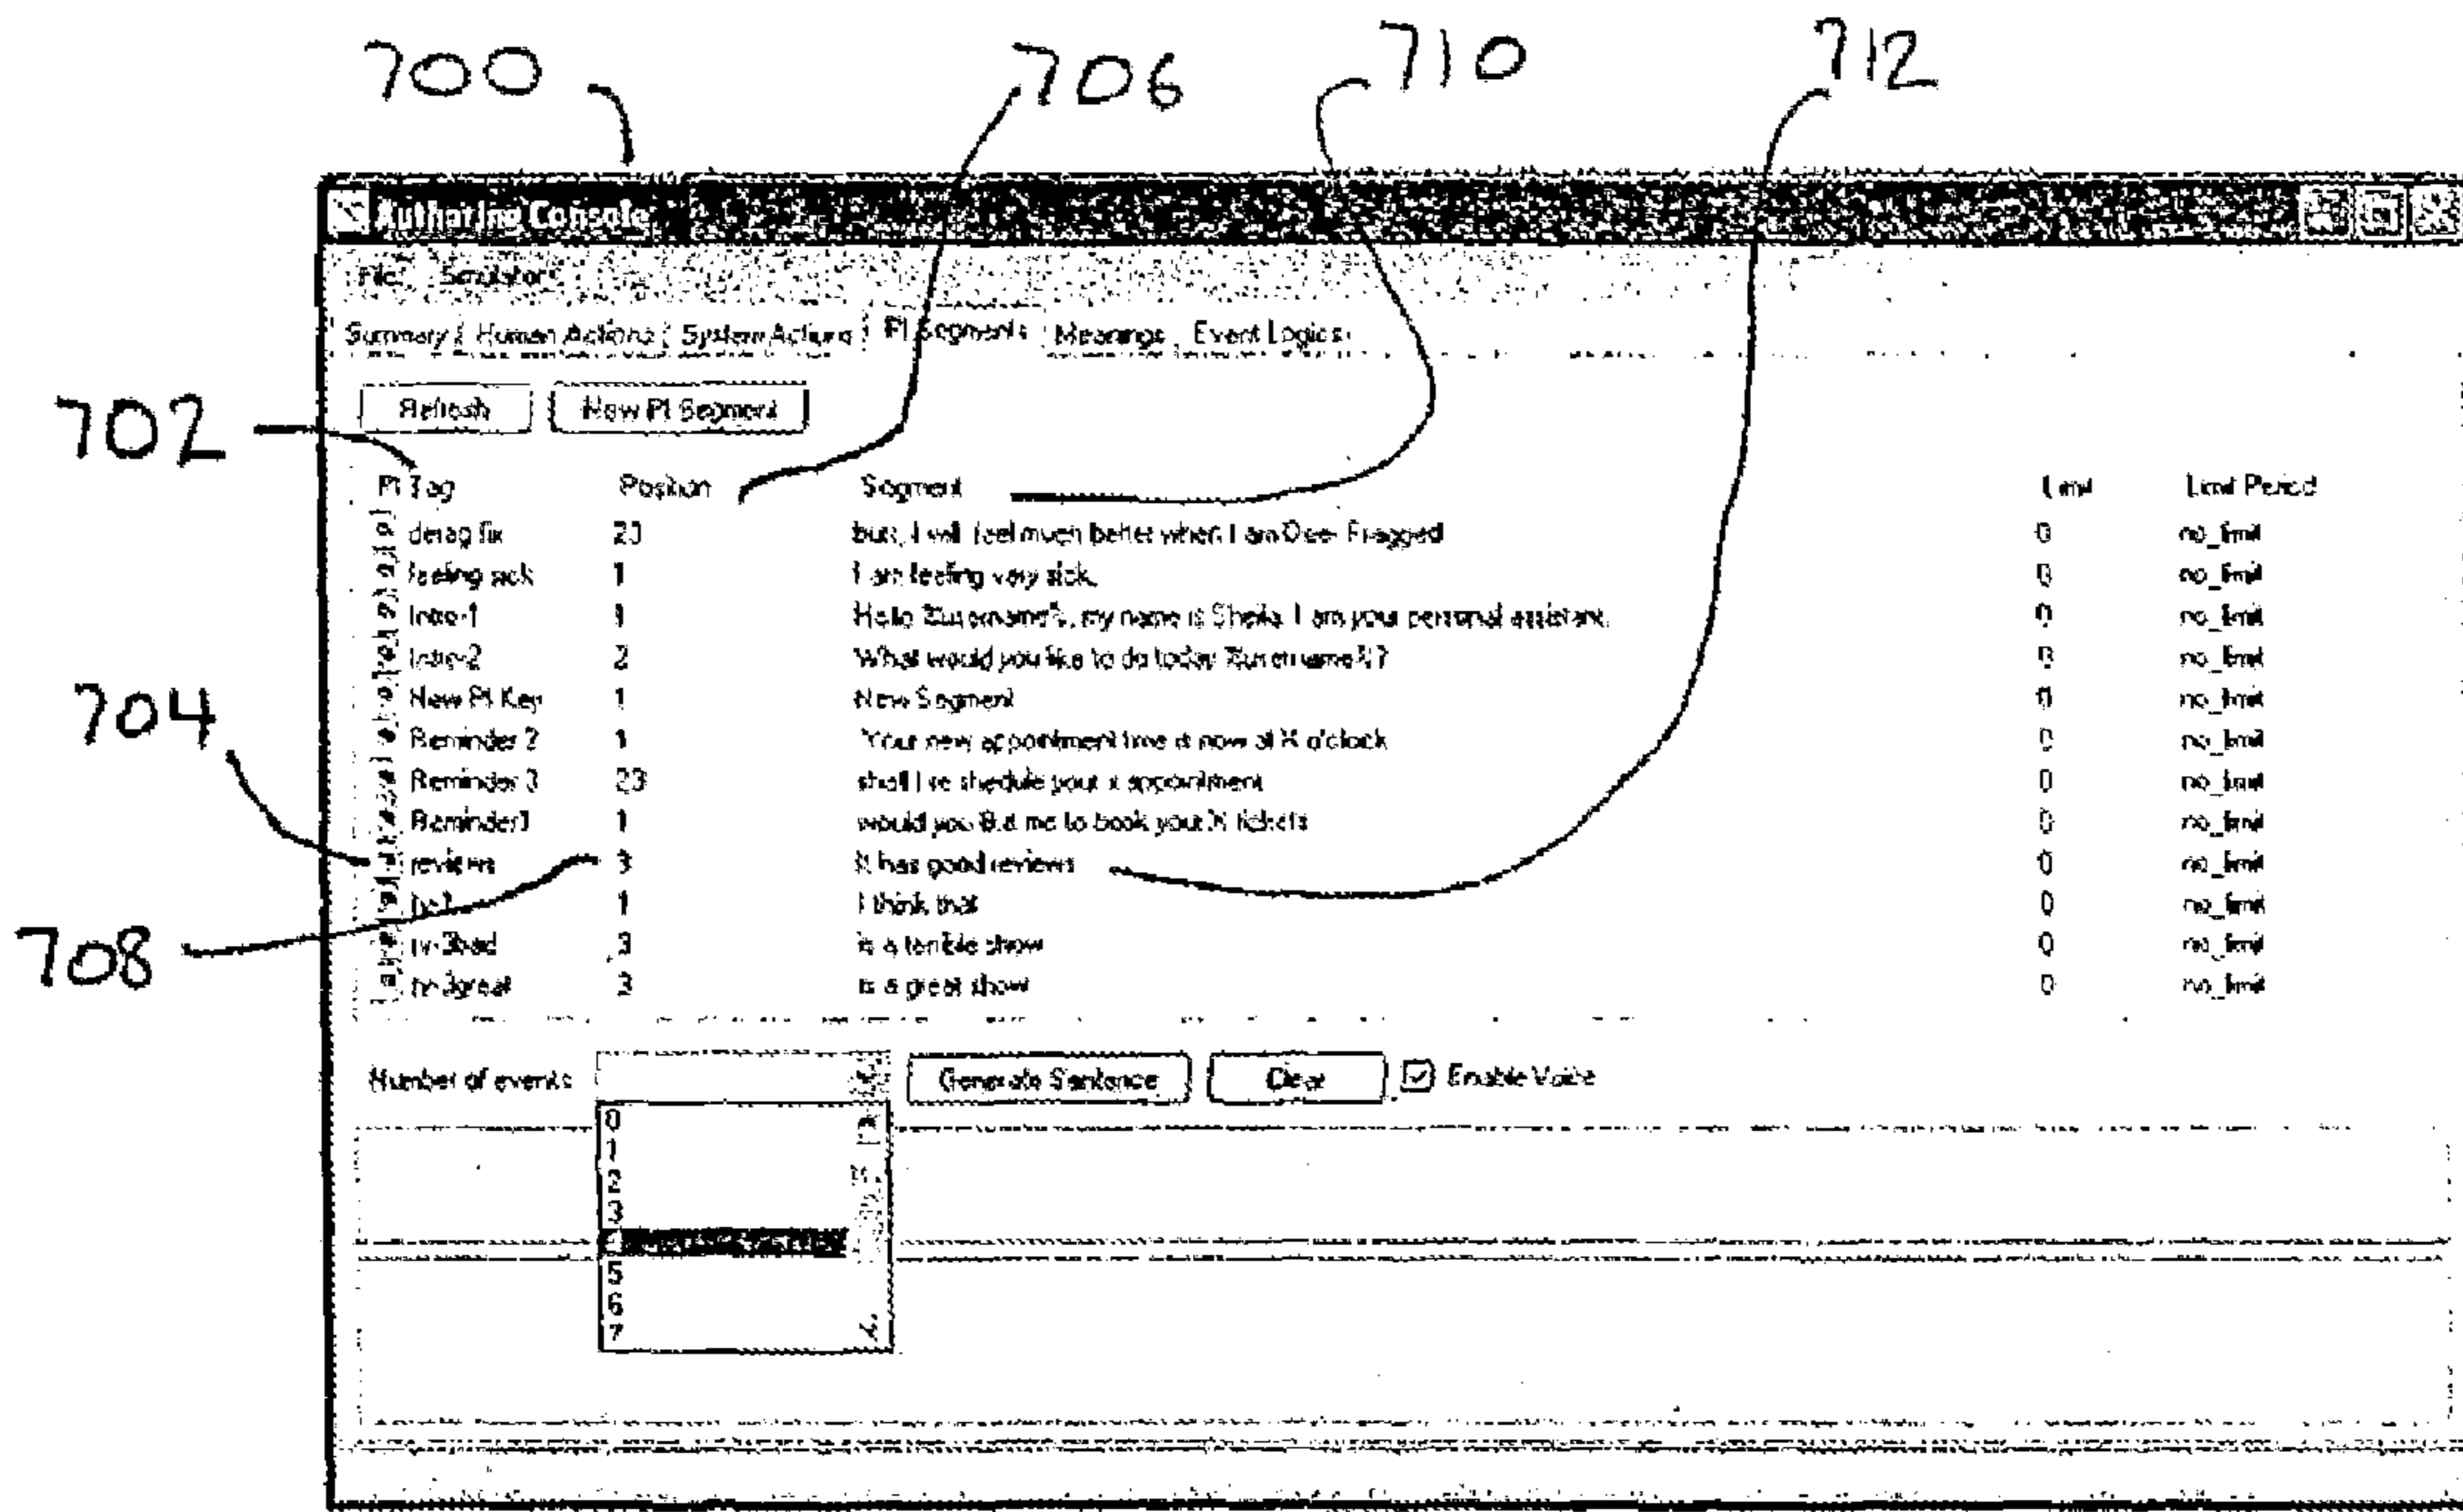 700 706 710 712
Authoring Console
File Simulator
Summary Human Actions System Actions PI Segments Meanings Event Logics
Refresh New PI Segment
702
PI Tag Position Segment Limit Limit Period
defrag fix 23 but, I will feel much better when I am Dee-Fragged 0 no_limit
feeling sick 1 I am feeling very sick. 0 no_limit
Intro-1 1 Hello %username%, my name is Sheila. I am your personal assistant. 0 no_limit
Intro-2 2 What would you like to do today %username%? 0 no_limit
704
New PI Key 1 New Segment 0 no_limit
Reminder 2 1 Your new appointment time is now at X o'clock 0 no_limit
Reminder 3 23 shall I re shedule your x appointment 0 no_limit
Reminder1 1 would you like me to book your X tickets 0 no_limit
reviews 3 it has good reviews 0 no_limit
1 I think that 0 no_limit
708
tv-3bad 3 is a terrible show 0 no_limit
tv-3great 3 is a great show 0 no_limit
Number of events Generate Sentence Clear Enable Voice
0
1
2
3
5
6
7